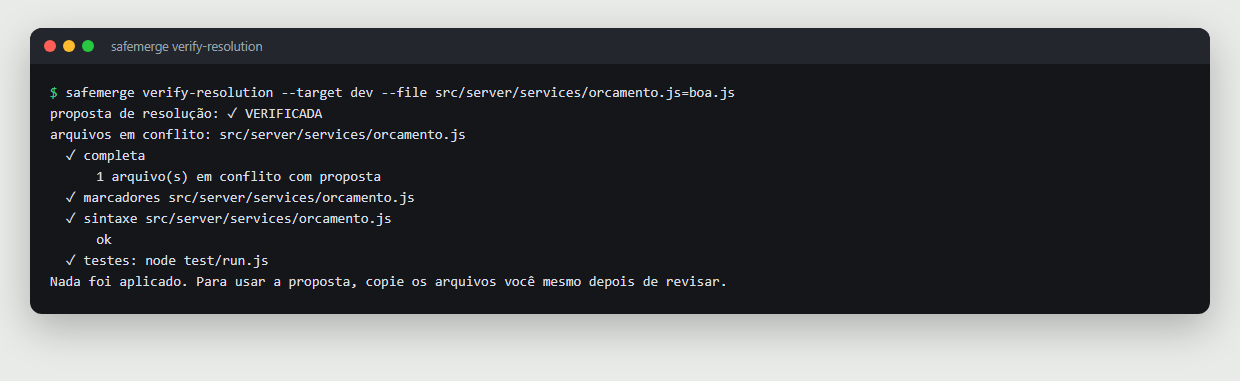 safemerge verify-resolution
$ safemerge verify-resolution --target dev --file src/server/services/orcamento.js=boa.js
proposta de resolução: ✓ VERIFICADA
arquivos em conflito: src/server/services/orcamento.js
✓ completa
1 arquivo(s) em conflito com proposta
✓ marcadores src/server/services/orcamento.js
✓ sintaxe src/server/services/orcamento.js
ok
✓ testes: node test/run.js
Nada foi aplicado. Para usar a proposta, copie os arquivos você mesmo depois de revisar.